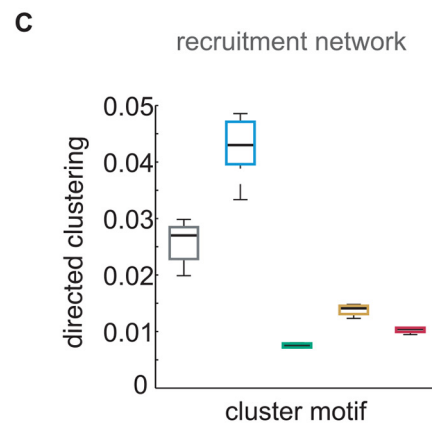 C
recruitment network
directed clustering
0.05
0.04
0.03
0.02
0.01
0
cluster motif